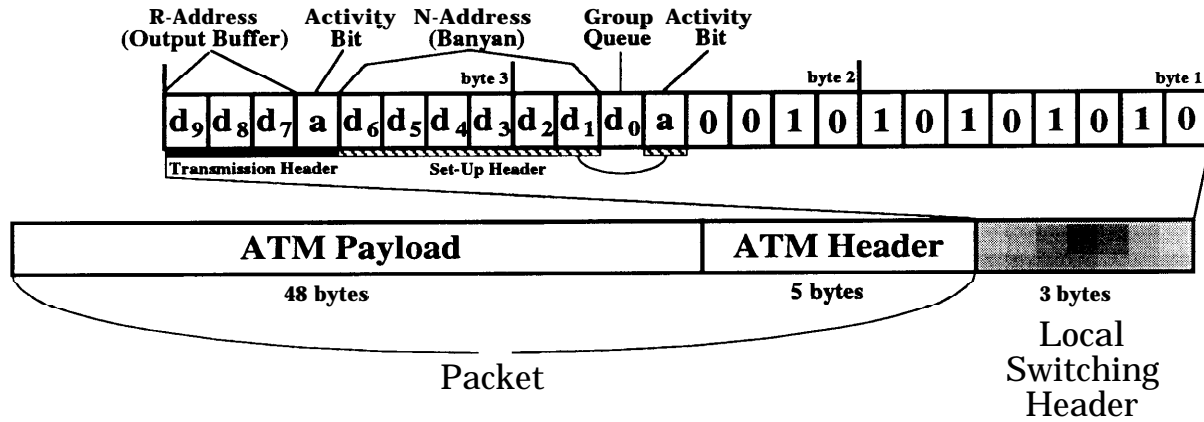 R-Address Activity N-Address Group Activity
(Output Buffer) Bit (Banyan) Queue Bit
byte 3 byte 2 byte 1
d9 d8 d7 a d6 d5 d4 d3 d2 d1 d0 a 0 0 1 0 1 0 1 0 1 0 1 0
Transmission Header Set-Up Header
ATM Payload ATM Header
48 bytes 5 bytes 3 bytes
Packet
Local
Switching
Header